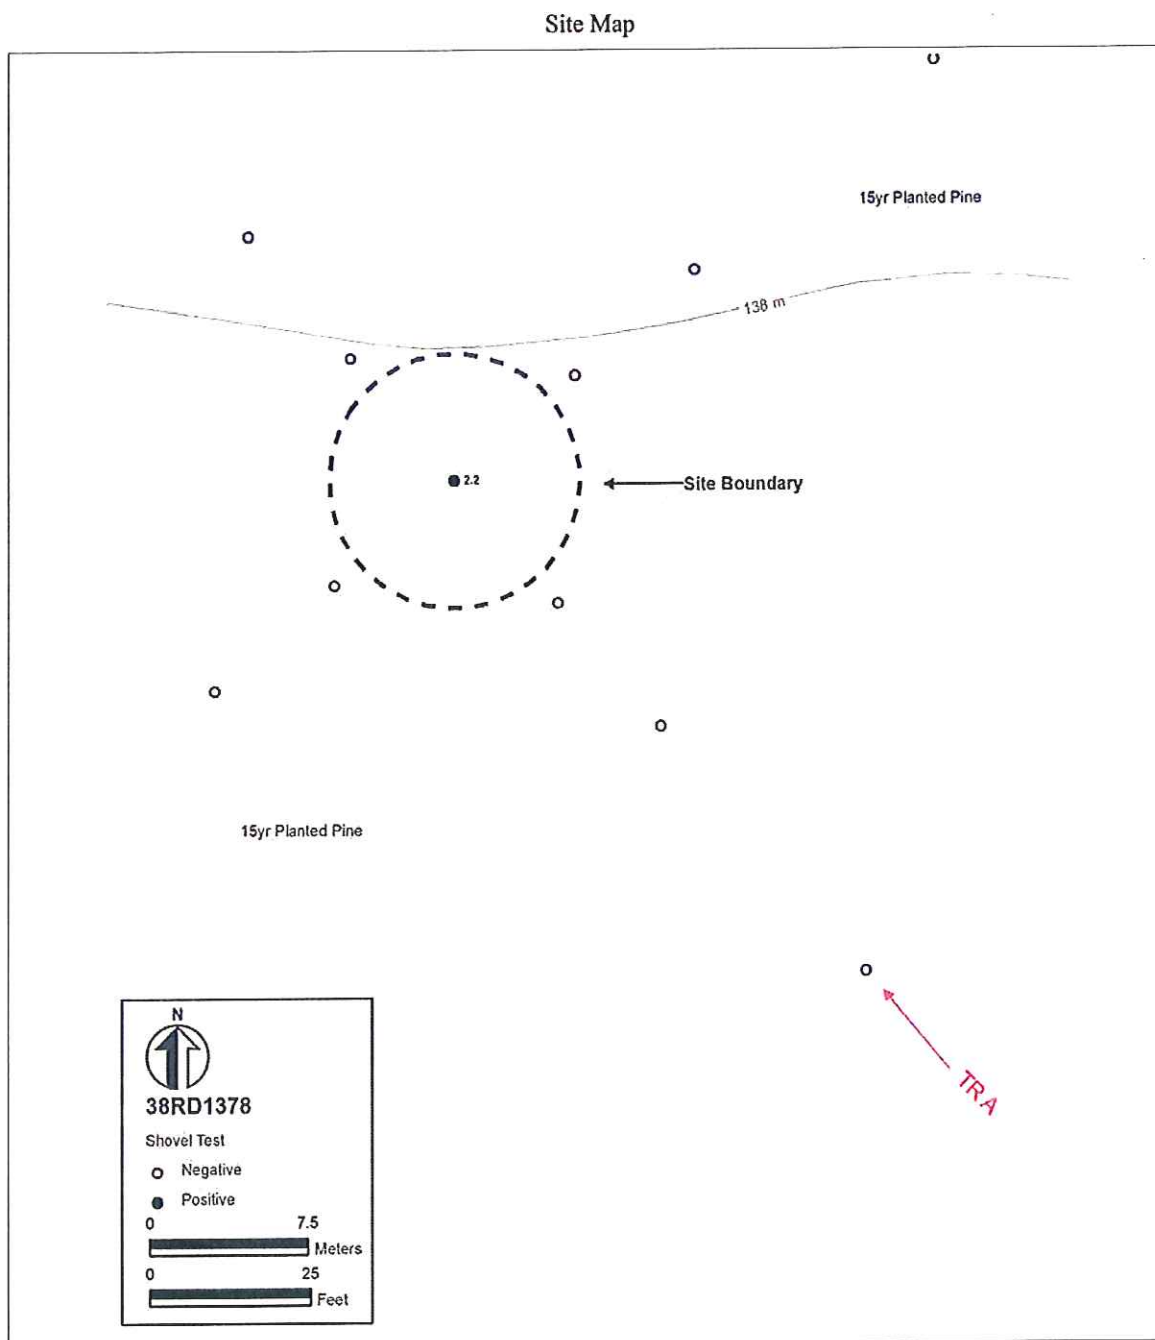 Site Map
15yr Planted Pine
138 m
2.2
Site Boundary
15yr Planted Pine
TRA
N
38RD1378
Shovel Test
Negative
Positive
0 7.5
Meters
0 25
Feet